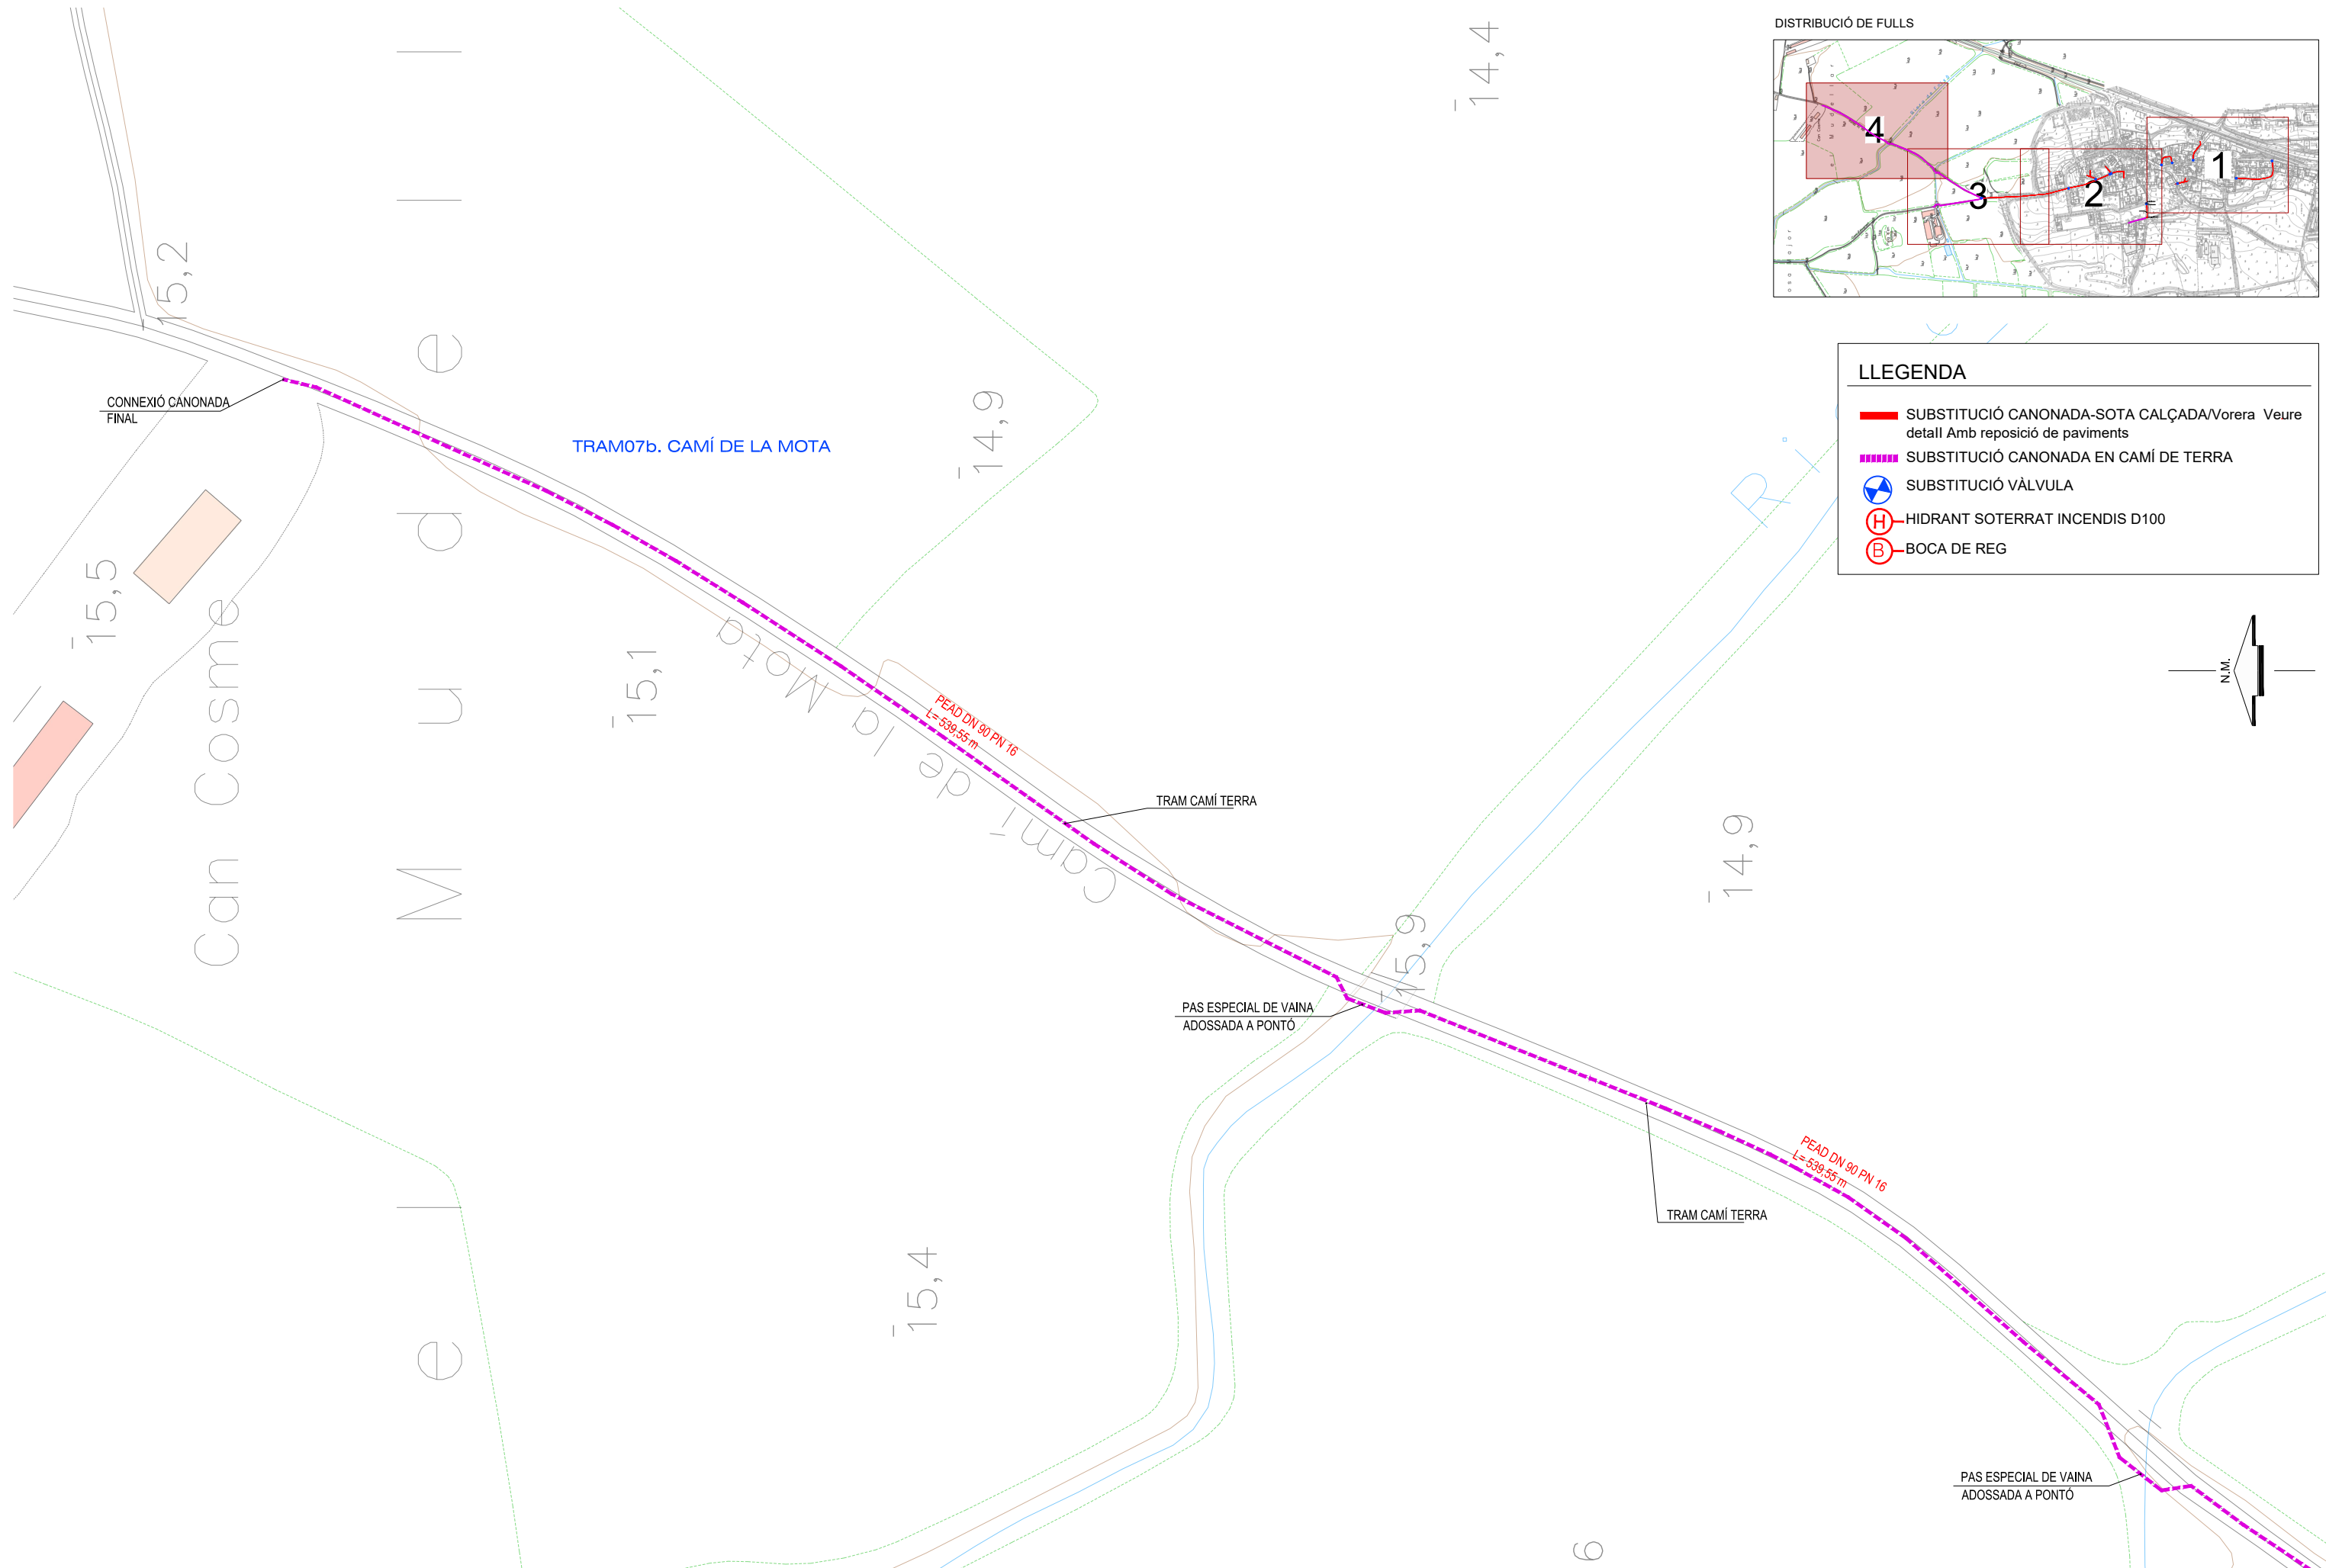 DISTRIBUCIÓ DE FULLS
4
3
2
1
LLEGENDA
SUBSTITUCIÓ CANONADA-SOTA CALÇADA/Vorera Veure
detall Amb reposició de paviments
SUBSTITUCIÓ CANONADA EN CAMÍ DE TERRA
SUBSTITUCIÓ VÀLVULA
H HIDRANT SOTERRAT INCENDIS D100
B BOCA DE REG
N.M.
14,4
15,2
CONNEXIÓ CANONADA
FINAL
TRAM07b. CAMÍ DE LA MOTA
14,9
15,5
Can Cosme
15,1
Camí de la Mota
PEAD DN 90 PN 16
L= 539,55 m
TRAM CAMÍ TERRA
14,9
15,9
PAS ESPECIAL DE VAINA
ADOSSADA A PONTÓ
PEAD DN 90 PN 16
L= 539,55 m
TRAM CAMÍ TERRA
15,4
PAS ESPECIAL DE VAINA
ADOSSADA A PONTÓ